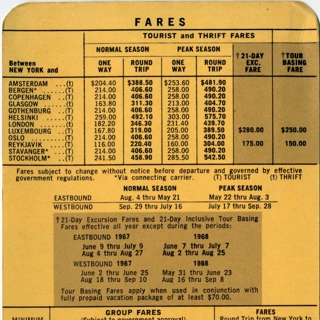 FARES
TOURIST and THRIFT FARES
NORMAL SEASON PEAK SEASON
Between NEW YORK and ONE WAY ROUND TRIP ONE WAY ROUND TRIP †21-DAY EXC. FARE †TOUR BASING FARE
AMSTERDAM ..(t) $204.40 $388.50 $253.60 $481.90
BERGEN* ...(T) 214.00 406.60 258.00 490.20
COPENHAGEN ..(T) 214.00 406.60 258.00 490.20
GLASGOW ...(t) 163.80 311.30 213.00 404.70
GOTHENBURG (T) 214.00 406.60 258.00 490.20
HELSINKI ...(T) 259.00 492.10 303.00 575.70
LONDON ...(t) 182.20 346.30 231.40 439.70
LUXEMBOURG ..(t) 167.80 319.00 205.00 389.50 $280.00 $250.00
OSLO ...(T) 214.00 406.60 258.00 490.20
REYKJAVIK ...(t) 116.00 220.40 160.00 304.00 175.00 150.00
STAVANGER* ..(T) 214.00 406.60 258.00 490.20
STOCKHOLM* ..(T) 241.50 458.90 285.50 542.50
Fares subject to change without notice before departure and governed by effective
government regulations. *Via connecting carrier. (T) TOURIST (t) THRIFT
NORMAL SEASON PEAK SEASON
EASTBOUND Aug. 4 thru May 21 May 22 thru Aug. 3
WESTBOUND Sep. 29 thru July 16 July 17 thru Sep. 28
†21-Day Excursion Fares and 21-Day Inclusive Tour Basing
Fares effective all year except during the periods:
EASTBOUND 1967 1968
June 9 thru July 9 June 7 thru July 7
Aug 4 thru Aug 27 Aug 2 thru Aug 25
WESTBOUND 1967 1968
June 2 thru June 25 May 31 thru June 23
Aug 18 thru Sep 10 Aug 16 thru Sep 8
Tour Basing Fares apply when used in conjunction with
fully prepaid vacation package of at least $70.00.
GROUP FARES FARES
MINIMUM (Subject to government approval) Round Trip from New York to